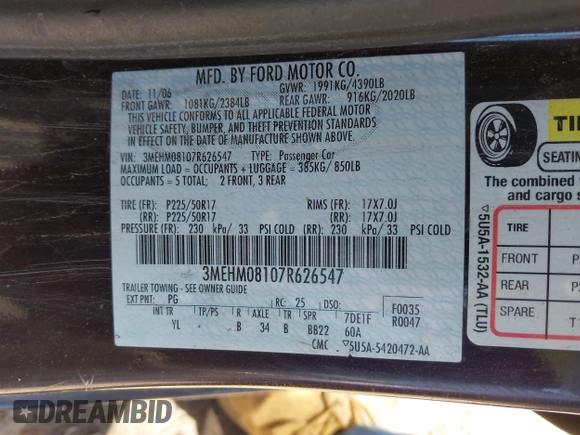 MFD. BY FORD MOTOR CO.
11/06 GVWR: 1991KG/4390LB
FRONT GAWR: 1081KG/2384LB REAR GAWR: 916KG/2020LB
THIS VEHICLE CONFORMS TO ALL APPLICABLE FEDERAL MOTOR
VEHICLE SAFETY, BUMPER, AND THEFT PREVENTION STANDARDS
IN EFFECT ON THE DATE OF MANUFACTURE SHOWN ABOVE.
VIN: 3MEHM08107R626547 TYPE: Passenger Car
MAXIMUM LOAD = OCCUPANTS + LUGGAGE = 385KG/ 850LB
OCCUPANTS = 5 TOTAL; 2 FRONT, 3 REAR
TIRE (FR): P225/50R17 RIMS (FR): 17X7.0J
(RR): P225/50R17 (RR): 17X7.0J
PRESSURE (FR): 230 kPa/ 33 PSI COLD (RR): 230 kPa/ 33 PSI COLD
3MEHM08107R626547
TRAILER TOWING - SEE OWNER GUIDE
EXT PNT: PG RC: 25 F0035
INT TR TP/PS R AXLE TR SPR 7DE1F R0047
YL B 34 B BB22 60A
CMC ▽5U5A-5420472-AA
TI
SEATIN
The combined
and cargo s
▽5U5A-1532-AA (TLU)
TIRE
FRONT P
REAR P
SPARE T
DREAMBID